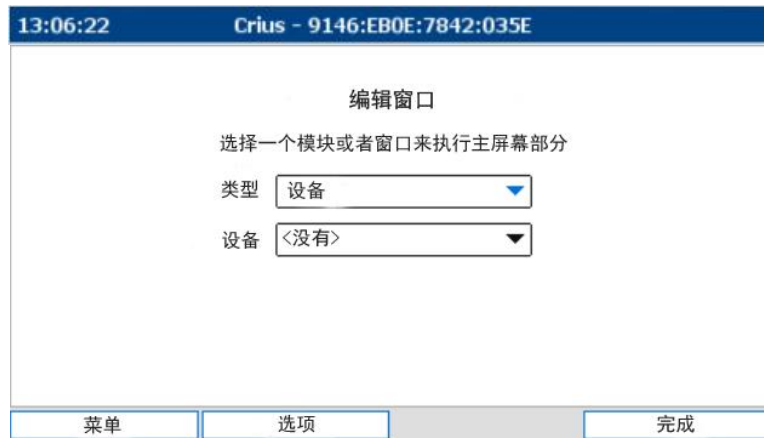 13:06:22 Crius - 9146:EB0E:7842:035E
编辑窗口
选择一个模块或者窗口来执行主屏幕部分
类型 设备
设备 <没有>
菜单 选项 完成